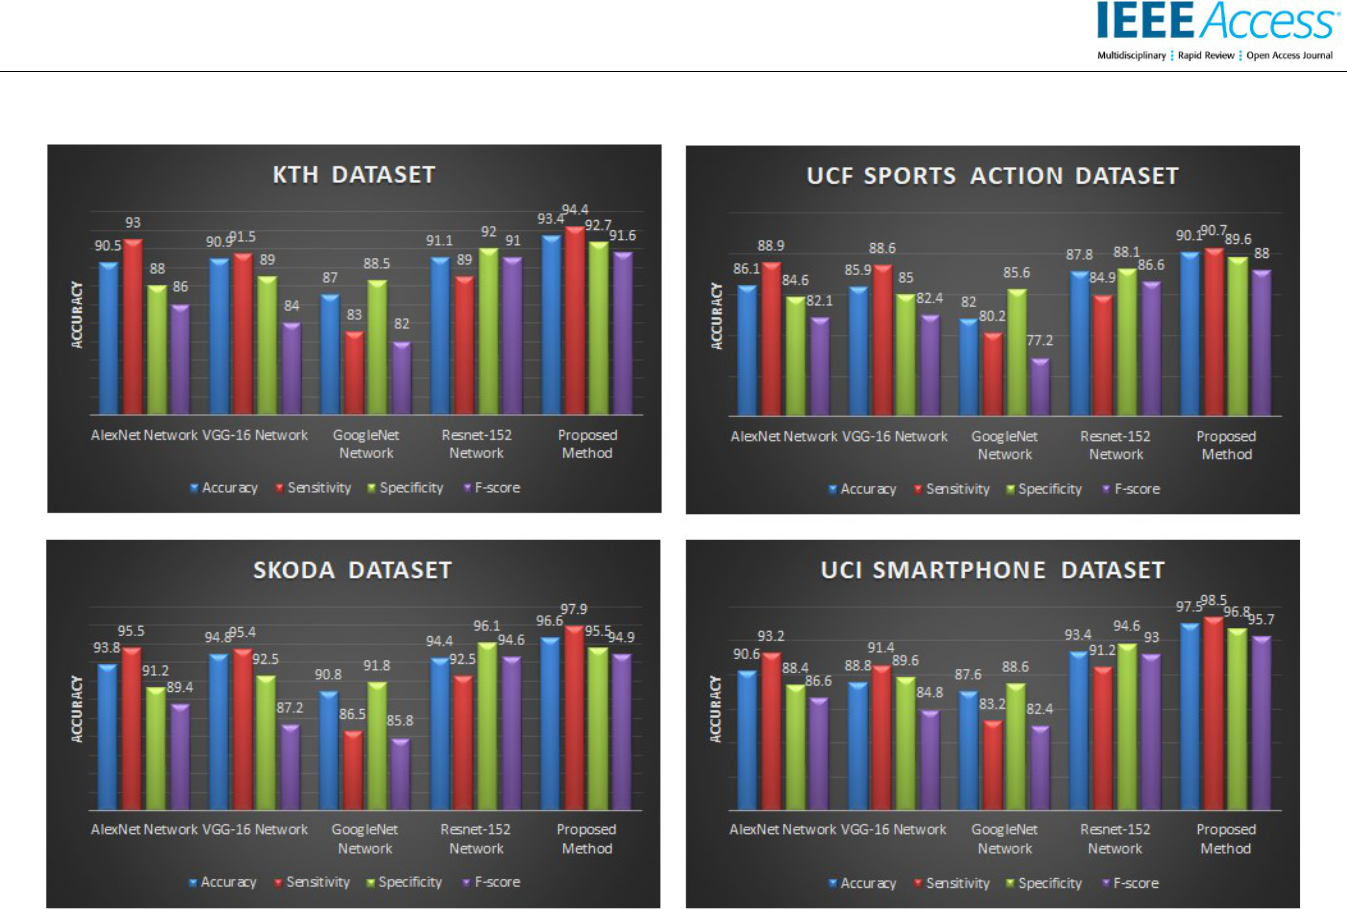 IEEE Access
Multidisciplinary Rapid Review Open Access Journal
KTH DATASET
ACCURACY
90.5 93 88 86 90.9 91.5 89 84 87 83 88.5 82 91.1 89 92 91 93.4 94.4 92.7 91.6
AlexNet Network VGG-16 Network GoogleNet Network Resnet-152 Network Proposed Method
Accuracy Sensitivity Specificity F-score
UCF SPORTS ACTION DATASET
ACCURACY
86.1 88.9 84.6 82.1 85.9 88.6 85 82.4 82 80.2 85.6 77.2 87.8 84.9 88.1 86.6 90.1 90.7 89.6 88
AlexNet Network VGG-16 Network GoogleNet Network Resnet-152 Network Proposed Method
Accuracy Sensitivity Specificity F-score
SKODA DATASET
ACCURACY
93.8 95.5 91.2 89.4 94.8 95.4 92.5 87.2 90.8 86.5 91.8 85.8 94.4 92.5 96.1 94.6 96.6 97.9 95.5 94.9
AlexNet Network VGG-16 Network GoogleNet Network Resnet-152 Network Proposed Method
Accuracy Sensitivity Specificity F-score
UCI SMARTPHONE DATASET
ACCURACY
90.6 93.2 88.4 86.6 88.8 91.4 89.6 84.8 87.6 83.2 88.6 82.4 93.4 91.2 94.6 93 97.5 98.5 96.8 95.7
AlexNet Network VGG-16 Network GoogleNet Network Resnet-152 Network Proposed Method
Accuracy Sensitivity Specificity F-score